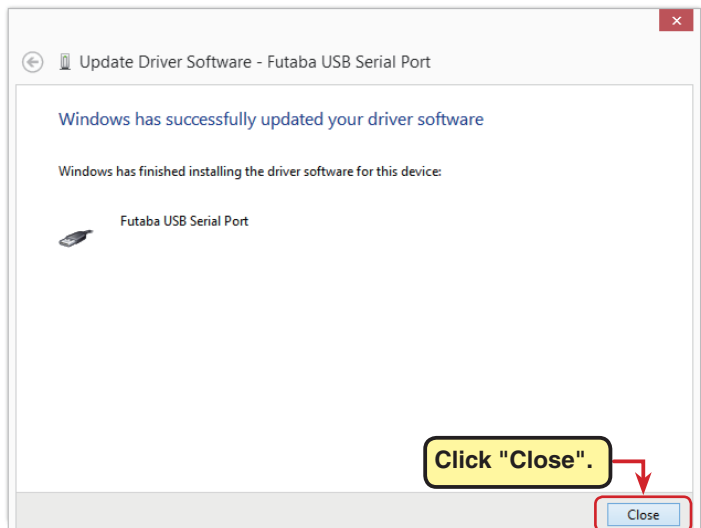 Update Driver Software - Futaba USB Serial Port
Windows has successfully updated your driver software
Windows has finished installing the driver software for this device:
Futaba USB Serial Port
Click "Close".
Close